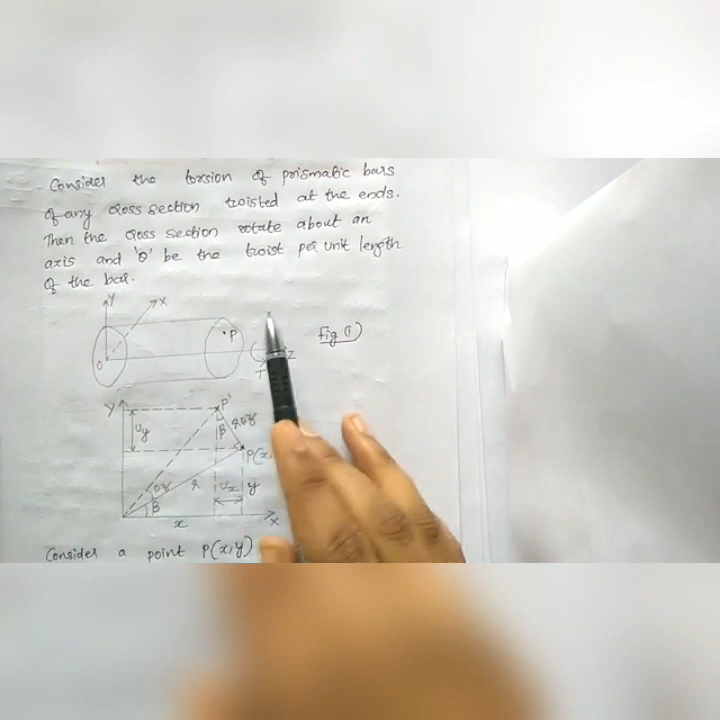 Consider the torsion of prismatic bars
of any cross section twisted at the ends.
Then the cross section rotate about an
axis and 'θ' be the twist per unit length
of the bar.
Y
X
P
O
Z
Fig ①
Y
P'
Uy
β
rθz
P(x,
θz
r
Ux
y
β
x
X
Consider a point P(x,y)